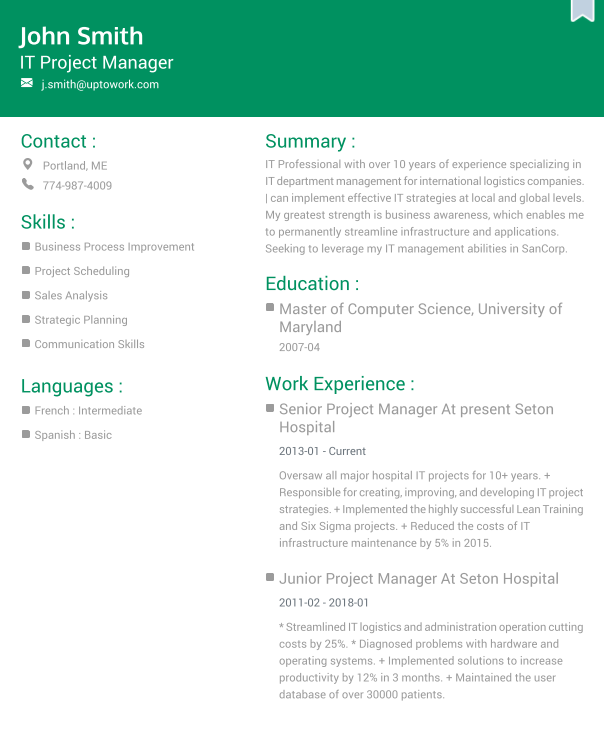 John Smith
IT Project Manager
j.smith@uptowork.com
Contact :
Portland, ME
774-987-4009
Skills :
Business Process Improvement
Project Scheduling
Sales Analysis
Strategic Planning
Communication Skills
Languages :
French : Intermediate
Spanish : Basic
Summary :
IT Professional with over 10 years of experience specializing in
IT department management for international logistics companies.
| can implement effective IT strategies at local and global levels.
My greatest strength is business awareness, which enables me
to permanently streamline infrastructure and applications.
Seeking to leverage my IT management abilities in SanCorp.
Education :
Master of Computer Science, University of
Maryland
2007-04
Work Experience :
Senior Project Manager At present Seton
Hospital
2013-01 - Current
Oversaw all major hospital IT projects for 10+ years. +
Responsible for creating, improving, and developing IT project
strategies. + Implemented the highly successful Lean Training
and Six Sigma projects. + Reduced the costs of IT
infrastructure maintenance by 5% in 2015.
Junior Project Manager At Seton Hospital
2011-02 - 2018-01
* Streamlined IT logistics and administration operation cutting
costs by 25%. * Diagnosed problems with hardware and
operating systems. + Implemented solutions to increase
productivity by 12% in 3 months. + Maintained the user
database of over 30000 patients.